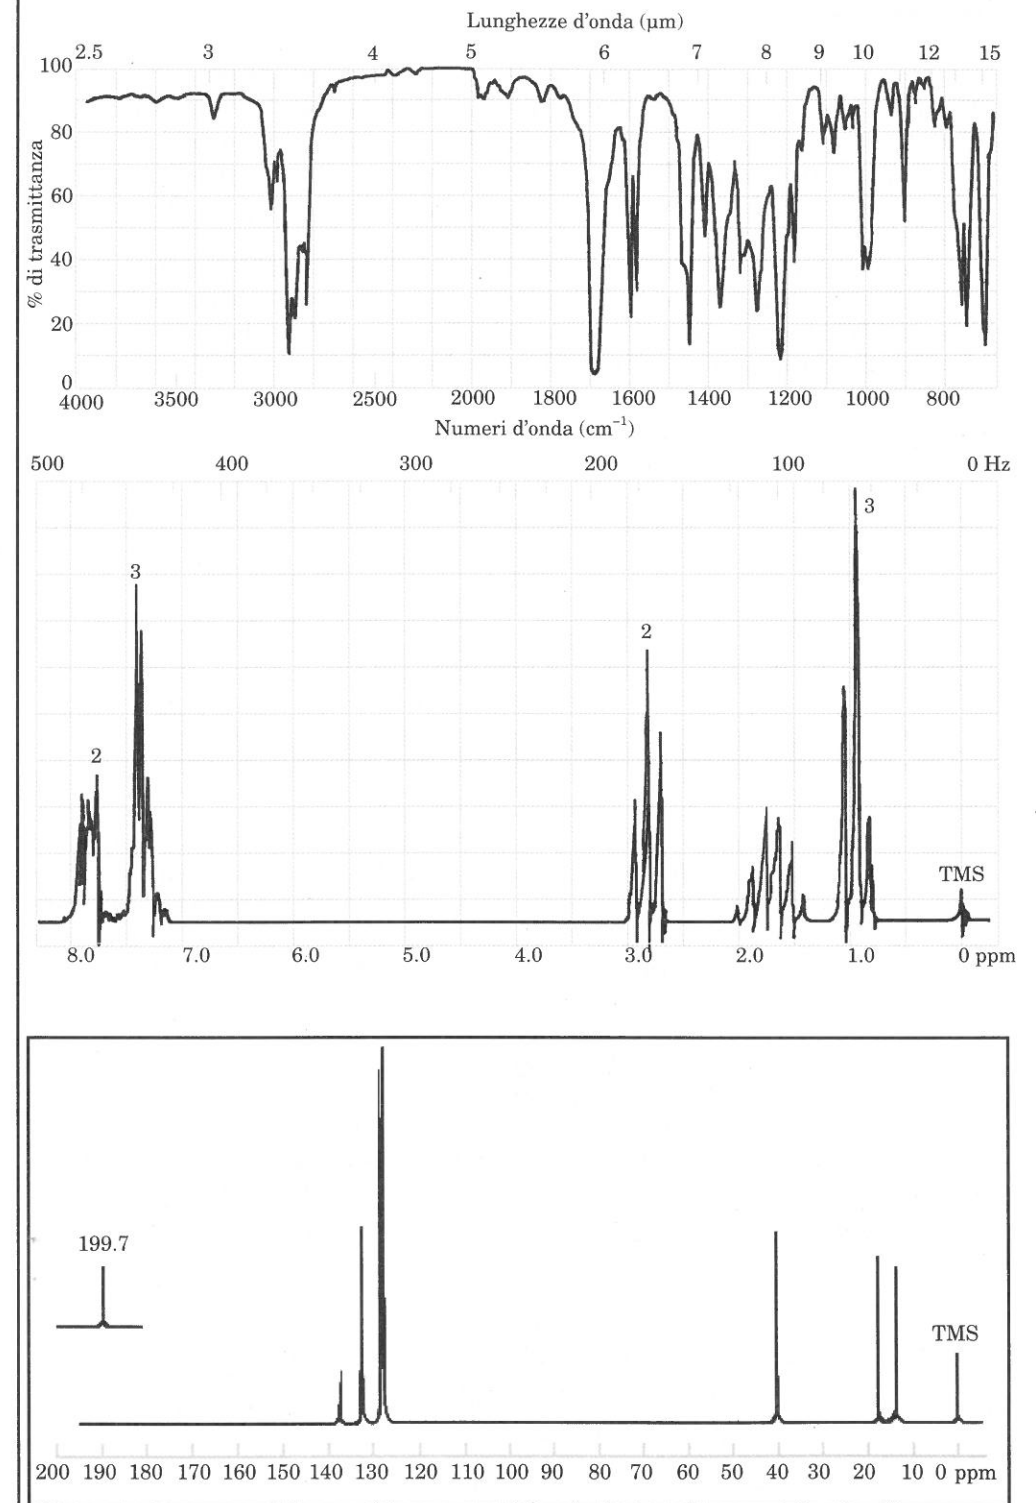 Lunghezze d'onda (µm)
2.5 3 4 5 6 7 8 9 10 12 15
100
80
60
40
20
0
% di trasmittanza
4000 3500 3000 2500 2000 1800 1600 1400 1200 1000 800
Numeri d'onda (cm⁻¹)
500 400 300 200 100 0 Hz
3
3
2
2
TMS
8.0 7.0 6.0 5.0 4.0 3.0 2.0 1.0 0 ppm
199.7
TMS
200 190 180 170 160 150 140 130 120 110 100 90 80 70 60 50 40 30 20 10 0 ppm